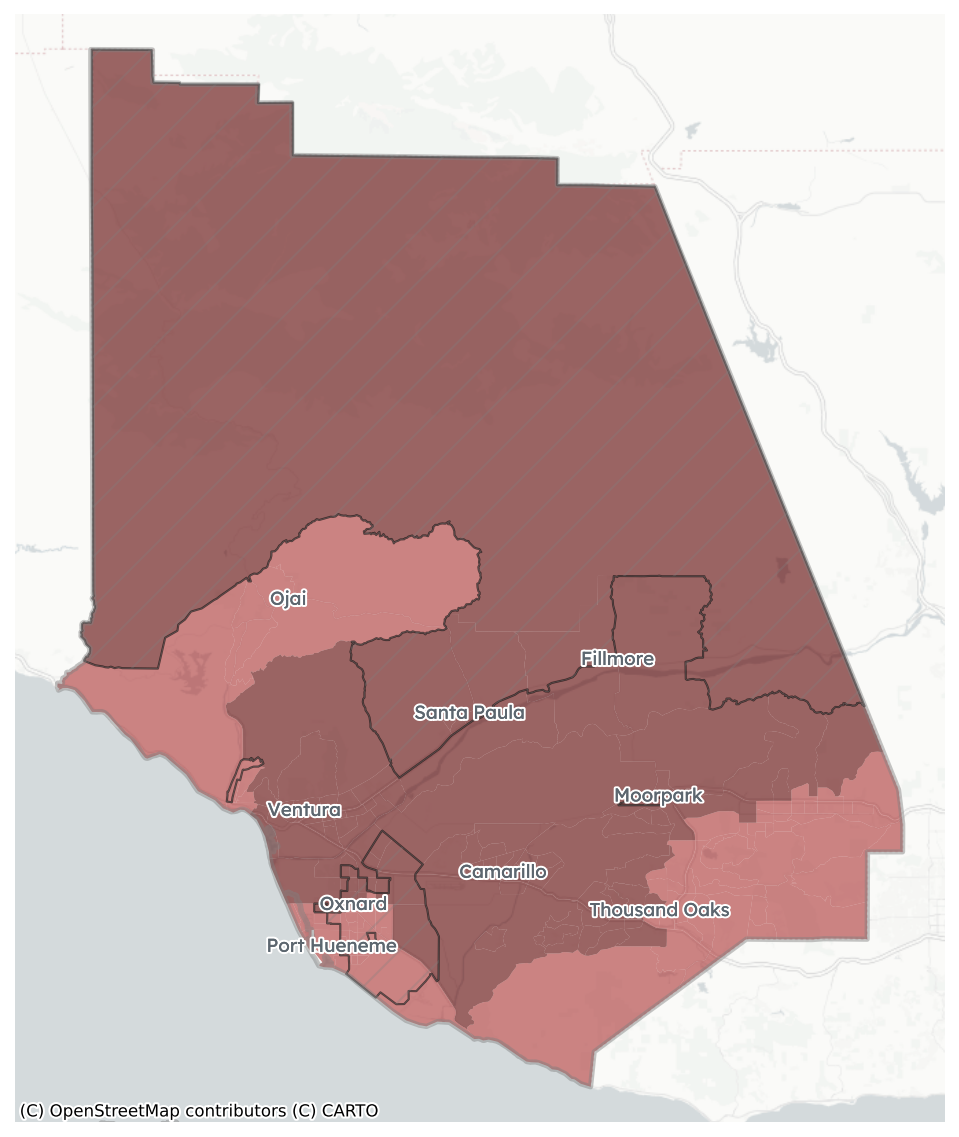 Ojai
Fillmore
Santa Paula
Moorpark
Ventura
Camarillo
Oxnard
Thousand Oaks
Port Hueneme
(C) OpenStreetMap contributors (C) CARTO